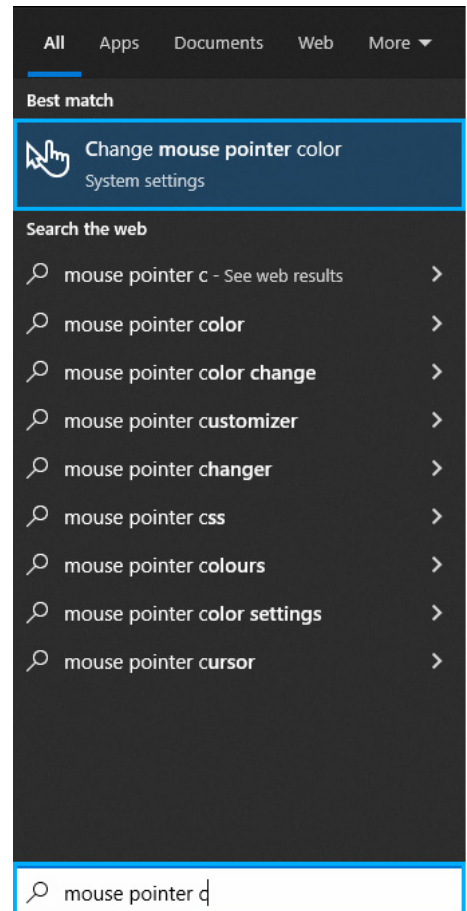 All Apps Documents Web More
Best match
Change mouse pointer color
System settings
Search the web
mouse pointer c - See web results
mouse pointer color
mouse pointer color change
mouse pointer customizer
mouse pointer changer
mouse pointer css
mouse pointer colours
mouse pointer color settings
mouse pointer cursor
mouse pointer c